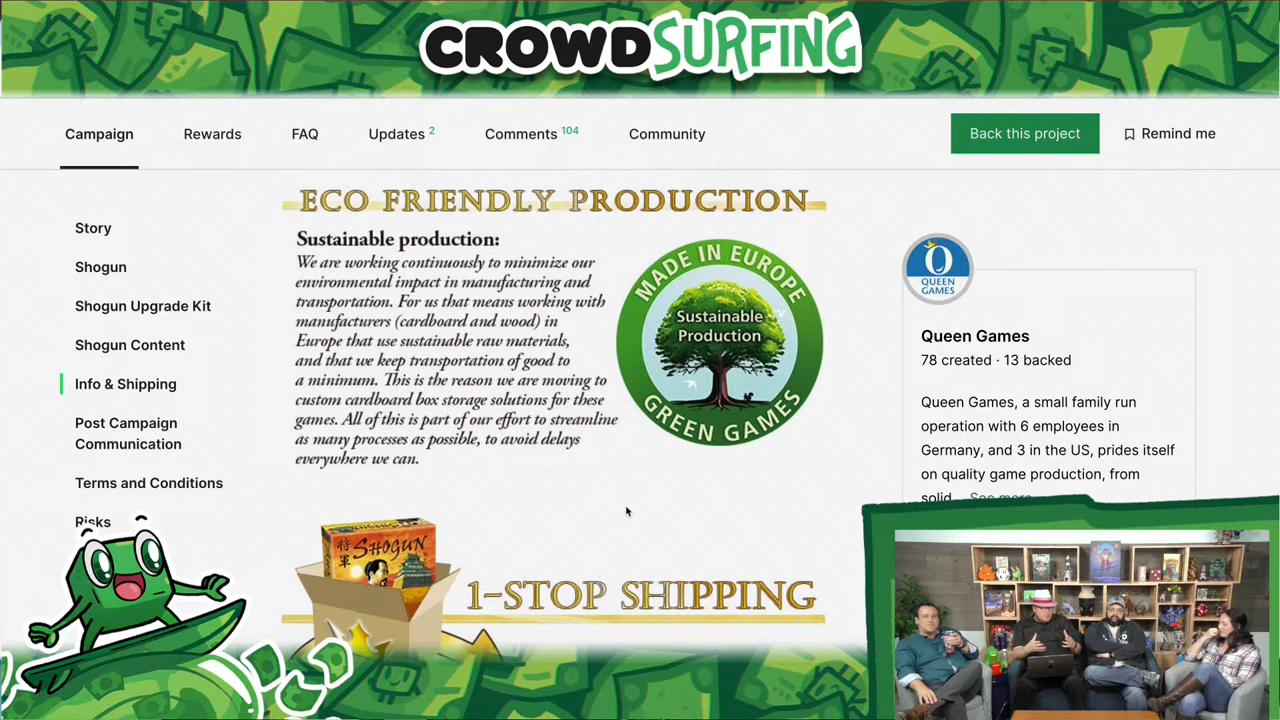 CROWDSURFING
Campaign
Rewards
FAQ
Updates 2
Comments 104
Community
Back this project
Remind me
Story
Shogun
Shogun Upgrade Kit
Shogun Content
Info & Shipping
Post Campaign
Communication
Terms and Conditions
Risks
ECO FRIENDLY PRODUCTION
Sustainable production:
We are working continuously to minimize our
environmental impact in manufacturing and
transportation. For us that means working with
manufacturers (cardboard and wood) in
Europe that use sustainable raw materials,
and that we keep transportation of good to
a minimum. This is the reason we are moving to
custom cardboard box storage solutions for these
games. All of this is part of our effort to streamline
as many processes as possible, to avoid delays
everywhere we can.
MADE IN EUROPE
Sustainable
Production
GREEN GAMES
将軍
SHOGUN
1-STOP SHIPPING
QUEEN
GAMES
Queen Games
78 created · 13 backed
Queen Games, a small family run
operation with 6 employees in
Germany, and 3 in the US, prides itself
on quality game production, from
solid... See more